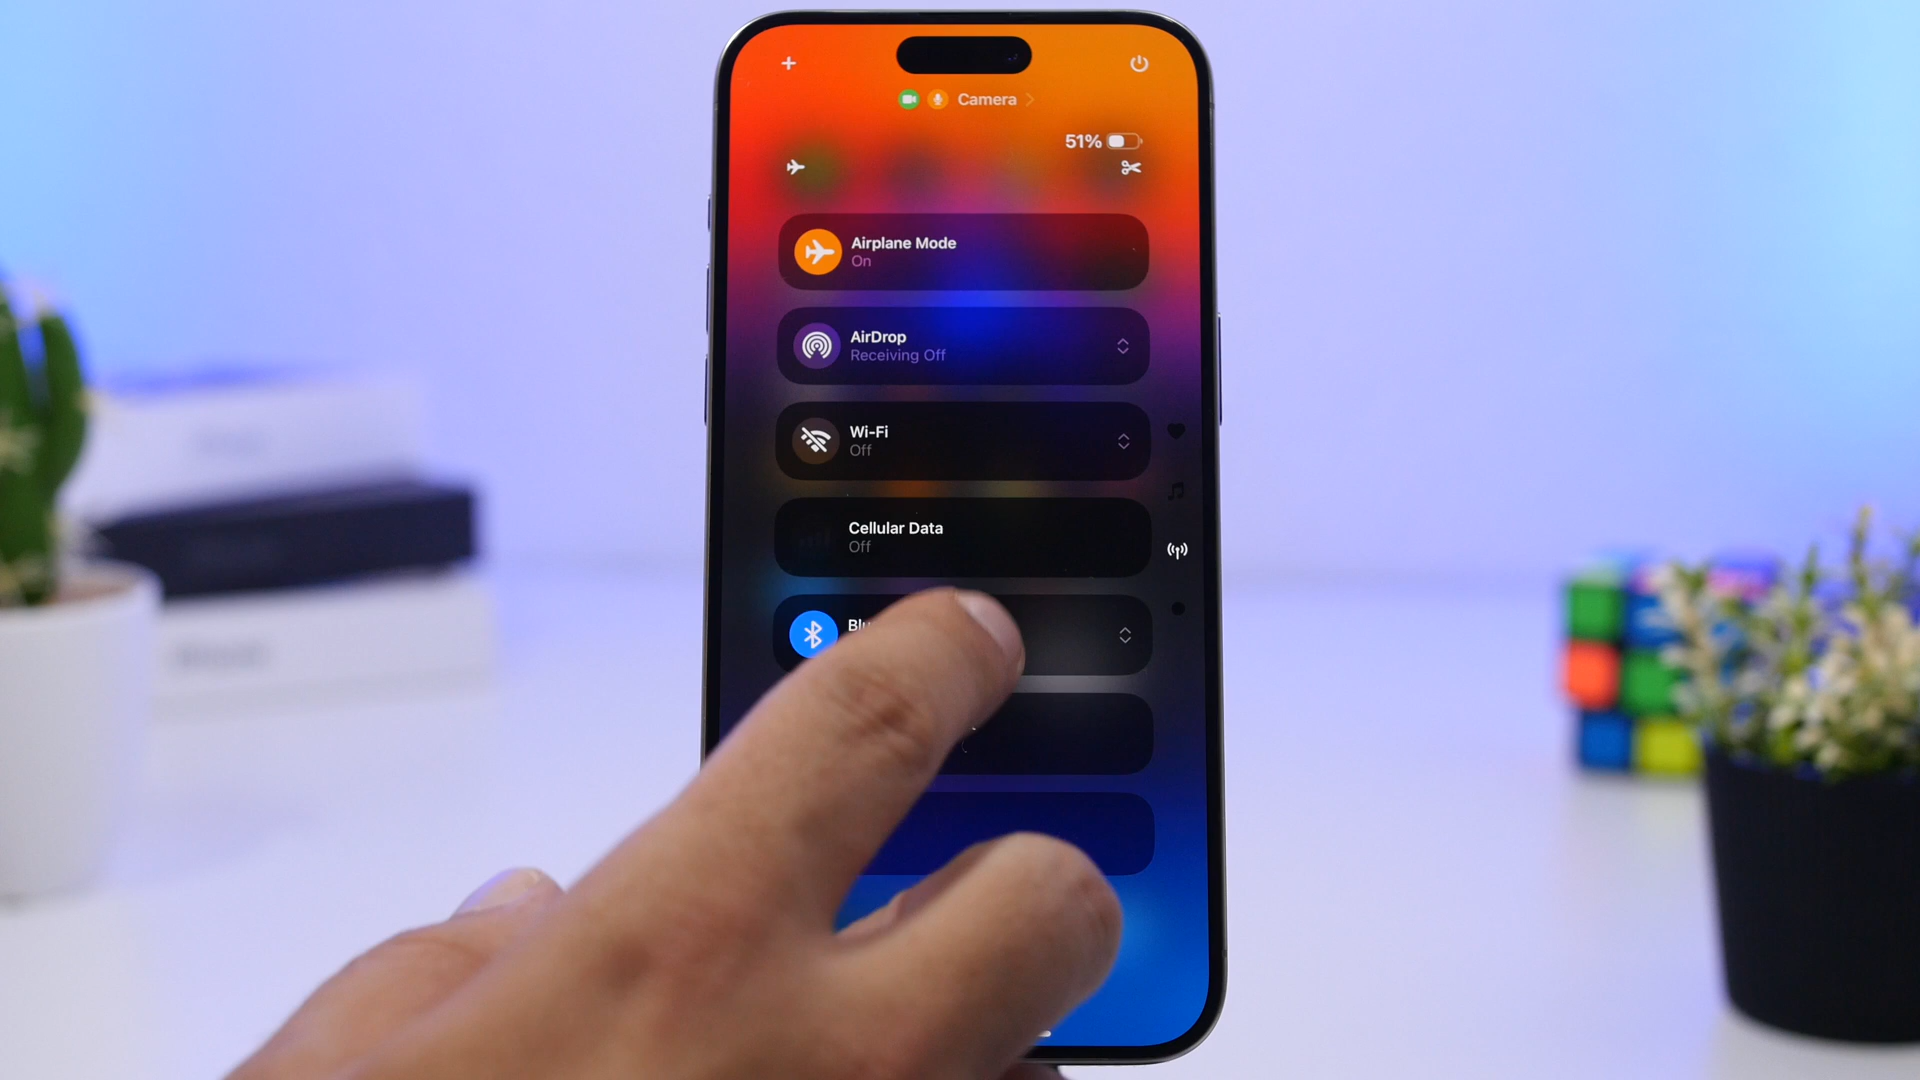 Camera
51%
Airplane Mode
On
AirDrop
Receiving Off
Wi-Fi
Off
Cellular Data
Off